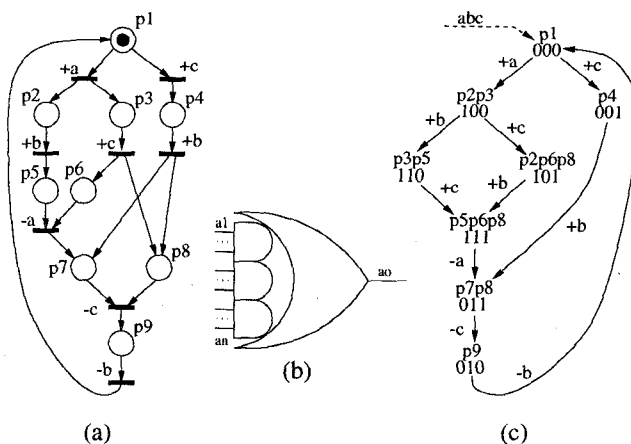 p1
+a
+c
p2
p3
p4
+b
+c
+b
p5
p6
-a
p7
p8
-c
p9
-b
(a)
a1
an
ao
(b)
abc
p1
000
+a
+c
p2p3
100
p4
001
+b
+c
p3p5
110
p2p6p8
101
+c
+b
p5p6p8
111
-a
+b
p7p8
011
-c
p9
010
-b
(c)